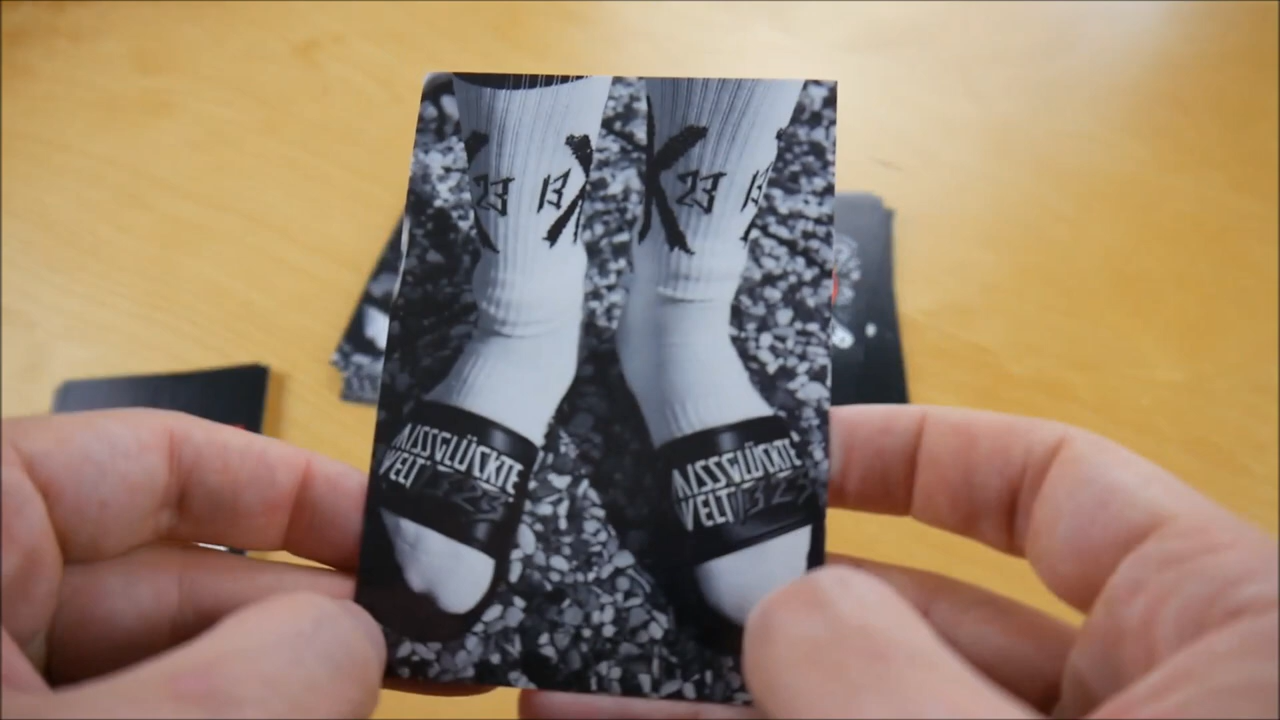 23 13
K 23 13
MISSGLÜCKTE
WELT 13 23
MISSGLÜCKTE
WELT 13 23